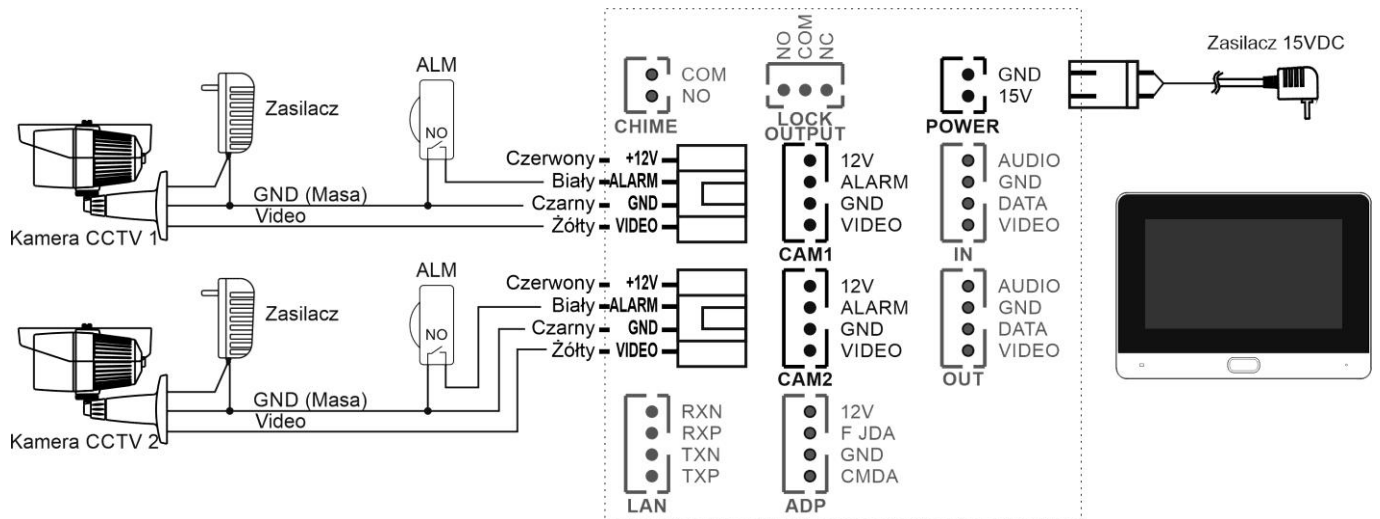 Zasilacz
ALM
NO
GND (Masa)
Video
Kamera CCTV 1
Zasilacz
ALM
NO
GND (Masa)
Video
Kamera CCTV 2
COM
NO
CHIME
NO
COM
NC
LOCK
OUTPUT
GND
15V
POWER
Zasilacz 15VDC
Czerwony +12V
Biały ALARM
Czarny GND
Żółty VIDEO
12V
ALARM
GND
VIDEO
CAM1
AUDIO
GND
DATA
VIDEO
IN
Czerwony +12V
Biały ALARM
Czarny GND
Żółty VIDEO
12V
ALARM
GND
VIDEO
CAM2
AUDIO
GND
DATA
VIDEO
OUT
RXN
RXP
TXN
TXP
LAN
12V
F JDA
GND
CMDA
ADP